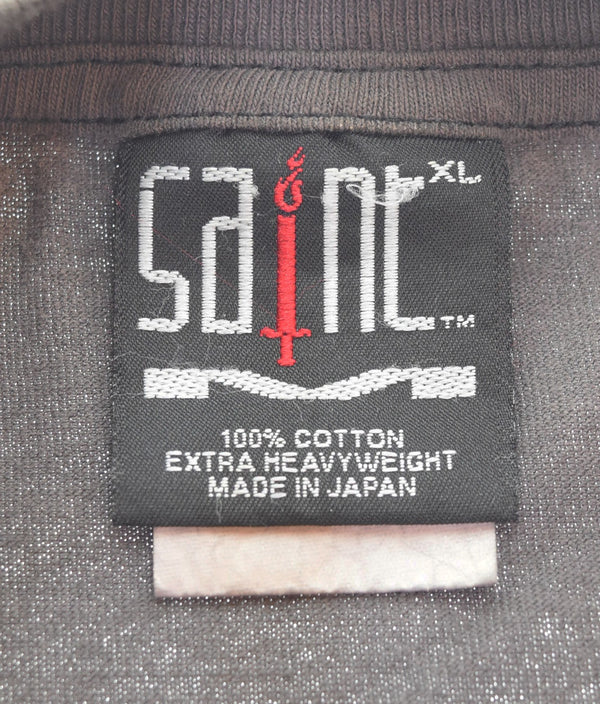 saint XL
TM
100% COTTON
EXTRA HEAVYWEIGHT
MADE IN JAPAN